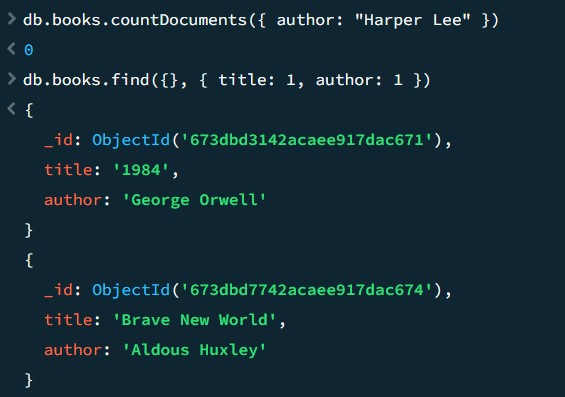 > db.books.countDocuments({ author: "Harper Lee" })
< 0
> db.books.find({}, { title: 1, author: 1 })
< {
_id: ObjectId('673dbd3142acaee917dac671'),
title: '1984',
author: 'George Orwell'
}
{
_id: ObjectId('673dbd7742acaee917dac674'),
title: 'Brave New World',
author: 'Aldous Huxley'
}